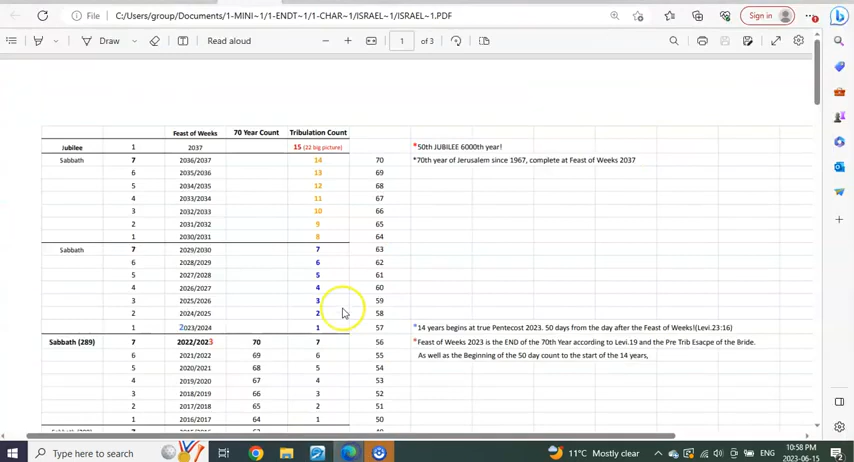 File C:/Users/group/Documents/1-MINI~1/1-ENDT~1/1-CHAR~1/ISRAEL~1/ISRAEL~1.PDF Sign in
Draw Read aloud 1 of 3
Feast of Weeks 70 Year Count Tribulation Count
Jubilee 1 2037 15 (22 big picture) *50th JUBILEE 6000th year!
Sabbath 7 2036/2037 14 70 *70th year of Jerusalem since 1967, complete at Feast of Weeks 2037
6 2035/2036 13 69
5 2034/2035 12 68
4 2033/2034 11 67
3 2032/2033 10 66
2 2031/2032 9 65
1 2030/2031 8 64
Sabbath 7 2029/2030 7 63
6 2028/2029 6 62
5 2027/2028 5 61
4 2026/2027 4 60
3 2025/2026 3 59
2 2024/2025 2 58
1 2023/2024 1 57 *14 years begins at true Pentecost 2023. 50 days from the day after the Feast of Weeks!(Levi.23:16)
Sabbath (289) 7 2022/2023 70 7 56 *Feast of Weeks 2023 is the END of the 70th Year according to Levi.19 and the Pre Trib Esacpe of the Bride.
6 2021/2022 69 6 55 As well as the Beginning of the 50 day count to the start of the 14 years,
5 2020/2021 68 5 54
4 2019/2020 67 4 53
3 2018/2019 66 3 52
2 2017/2018 65 2 51
1 2016/2017 64 1 50
Type here to search 11°C Mostly clear ENG 10:58 PM
2023-06-15